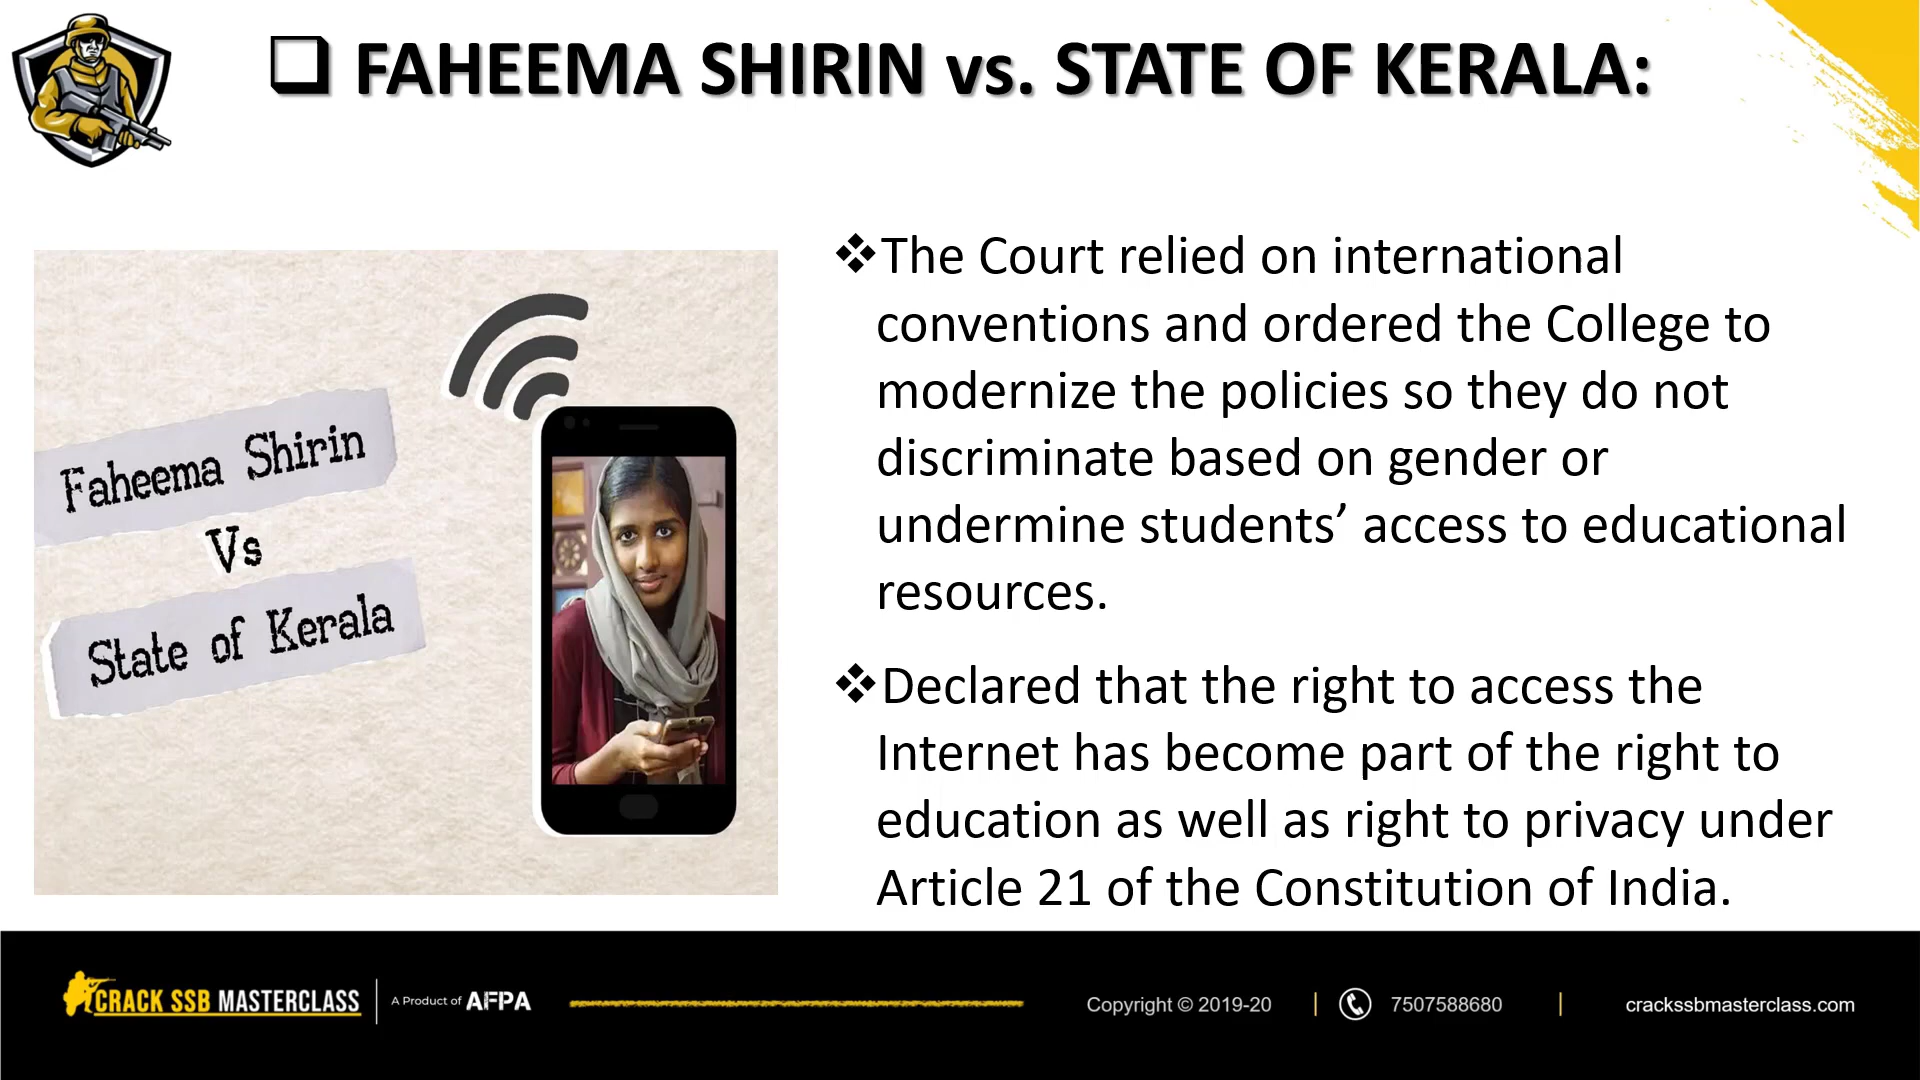 ❑ FAHEEMA SHIRIN vs. STATE OF KERALA:
Faheema Shirin
Vs
State of Kerala
❖The Court relied on international
conventions and ordered the College to
modernize the policies so they do not
discriminate based on gender or
undermine students’ access to educational
resources.
❖Declared that the right to access the
Internet has become part of the right to
education as well as right to privacy under
Article 21 of the Constitution of India.
CRACK SSB MASTERCLASS | A Product of AFPA Copyright © 2019-20 | 7507588680 | crackssbmasterclass.com